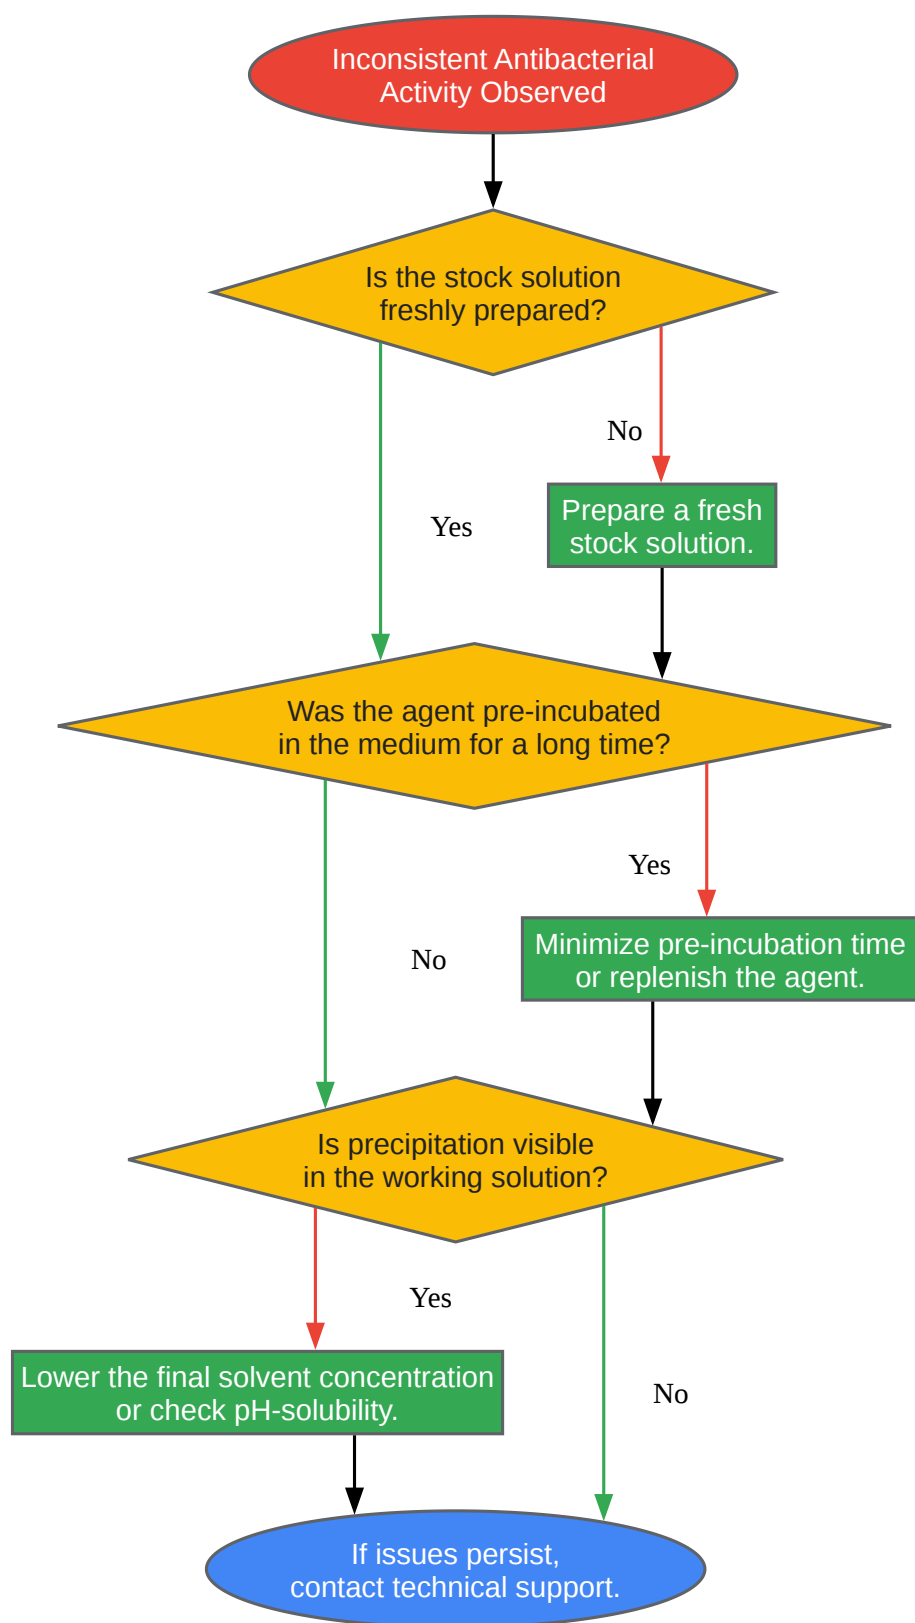 Inconsistent Antibacterial
Activity Observed
Is the stock solution
freshly prepared?
No
Yes
Prepare a fresh
stock solution.
Was the agent pre-incubated
in the medium for a long time?
Yes
No
Minimize pre-incubation time
or replenish the agent.
Is precipitation visible
in the working solution?
Yes
Lower the final solvent concentration
or check pH-solubility.
No
If issues persist,
contact technical support.